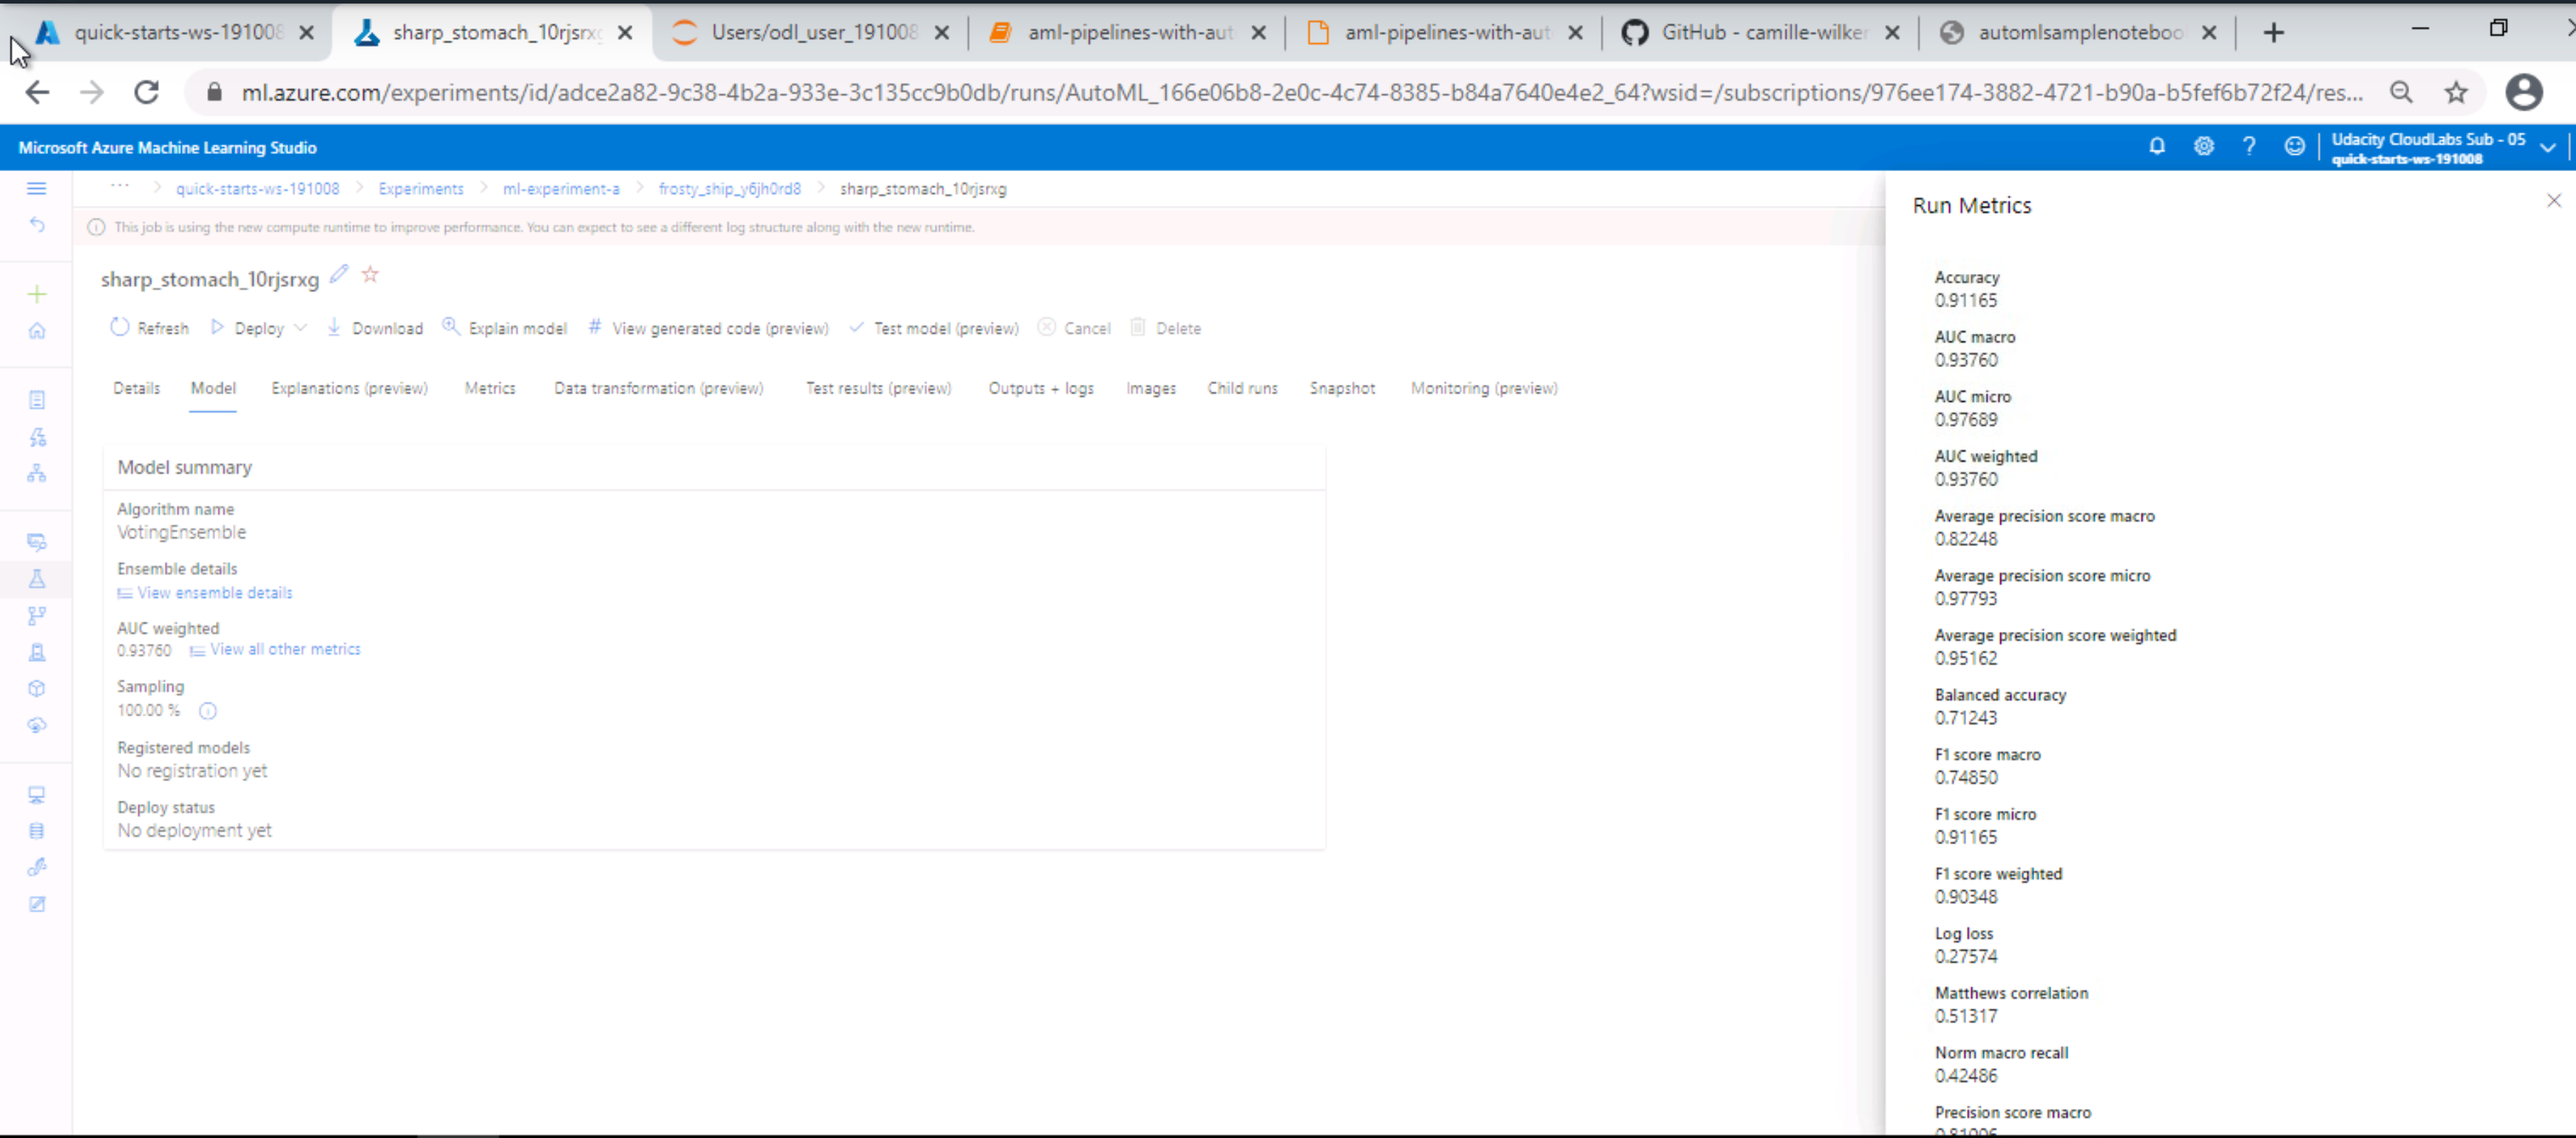 quick-starts-ws-191008
sharp_stomach_10rjsrx
Users/odl_user_191008
aml-pipelines-with-aut
aml-pipelines-with-aut
GitHub - camille-wilker
automlsamplenoteboo
ml.azure.com/experiments/id/adce2a82-9c38-4b2a-933e-3c135cc9b0db/runs/AutoML_166e06b8-2e0c-4c74-8385-b84a7640e4e2_64?wsid=/subscriptions/976ee174-3882-4721-b90a-b5fef6b72f24/res...
Microsoft Azure Machine Learning Studio
Udacity CloudLabs Sub - 05
quick-starts-ws-191008
... > quick-starts-ws-191008 > Experiments > ml-experiment-a > frosty_ship_y6jh0rd8 > sharp_stomach_10rjsrxg
This job is using the new compute runtime to improve performance. You can expect to see a different log structure along with the new runtime.
sharp_stomach_10rjsrxg
Refresh Deploy Download Explain model # View generated code (preview) Test model (preview) Cancel Delete
Details Model Explanations (preview) Metrics Data transformation (preview) Test results (preview) Outputs + logs Images Child runs Snapshot Monitoring (preview)
Model summary
Algorithm name
VotingEnsemble
Ensemble details
View ensemble details
AUC weighted
0.93760 View all other metrics
Sampling
100.00 %
Registered models
No registration yet
Deploy status
No deployment yet
Run Metrics
Accuracy
0.91165
AUC macro
0.93760
AUC micro
0.97689
AUC weighted
0.93760
Average precision score macro
0.82248
Average precision score micro
0.97793
Average precision score weighted
0.95162
Balanced accuracy
0.71243
F1 score macro
0.74850
F1 score micro
0.91165
F1 score weighted
0.90348
Log loss
0.27574
Matthews correlation
0.51317
Norm macro recall
0.42486
Precision score macro